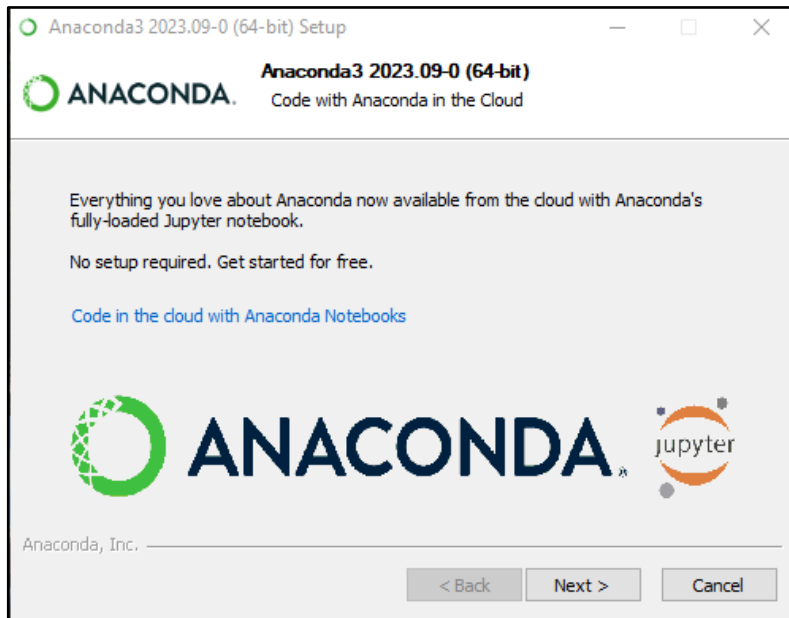 Anaconda3 2023.09-0 (64-bit) Setup
ANACONDA.
Anaconda3 2023.09-0 (64-bit)
Code with Anaconda in the Cloud
Everything you love about Anaconda now available from the cloud with Anaconda's
fully-loaded Jupyter notebook.
No setup required. Get started for free.
Code in the cloud with Anaconda Notebooks
ANACONDA.
jupyter
Anaconda, Inc.
< Back
Next >
Cancel